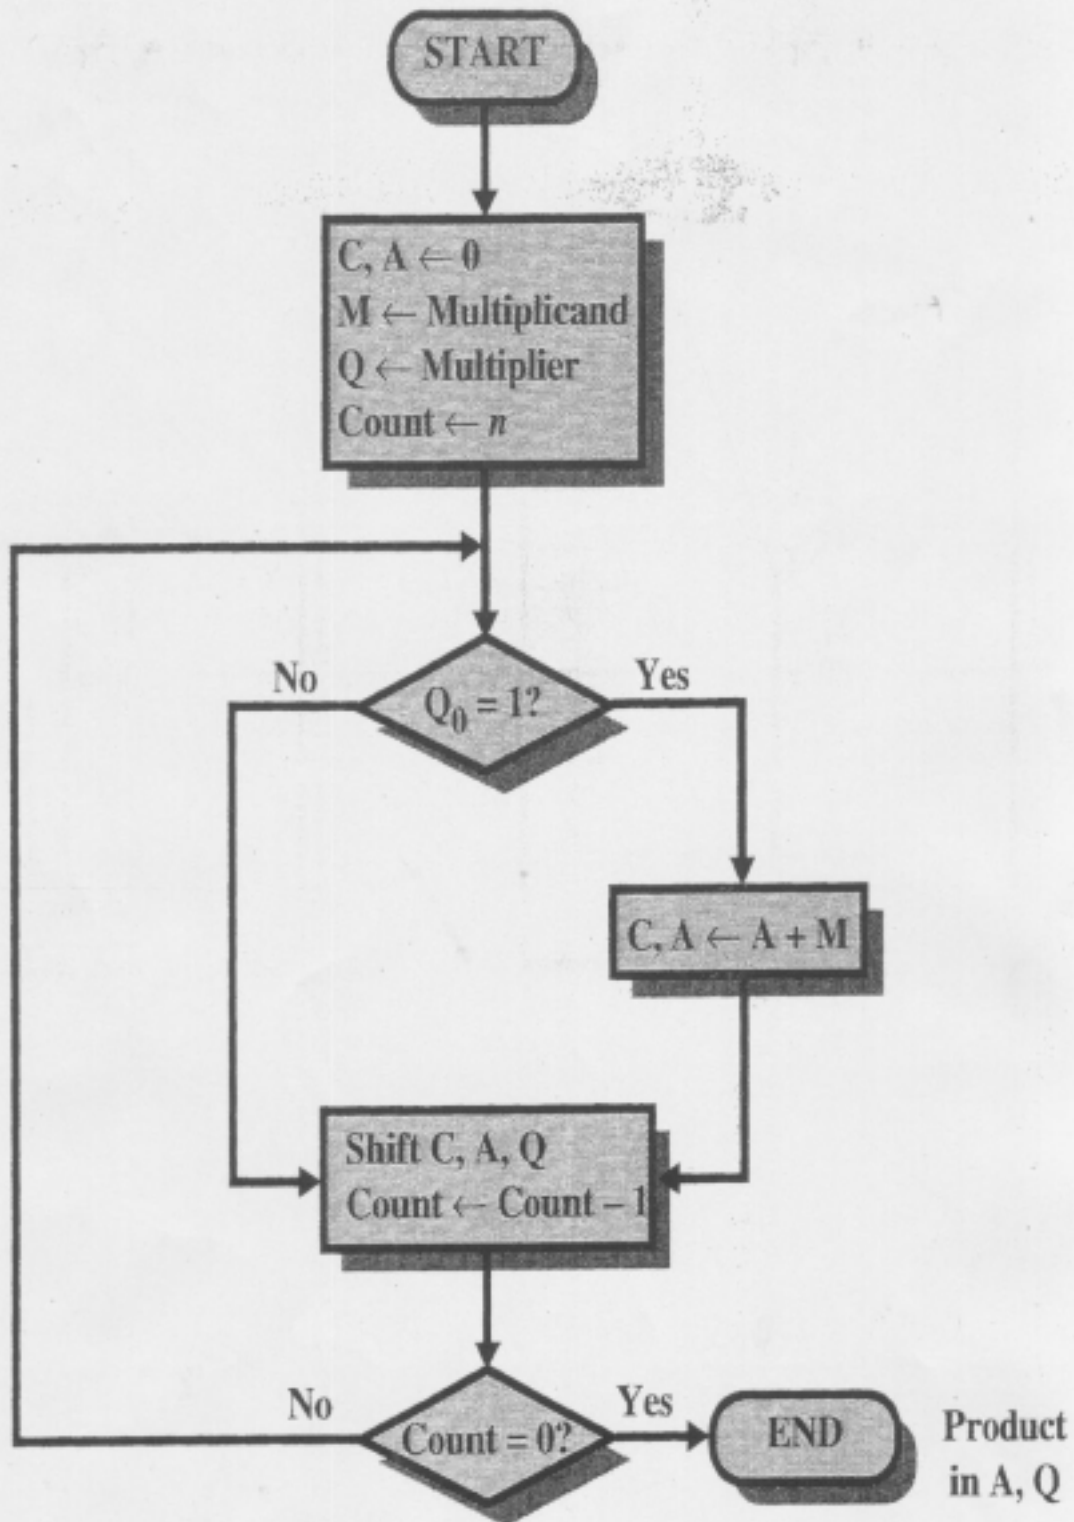 START
C, A ← 0
M ← Multiplicand
Q ← Multiplier
Count ← n
No
Yes
Q₀ = 1?
C, A ← A + M
Shift C, A, Q
Count ← Count – 1
No
Yes
Count = 0?
END
Product
in A, Q